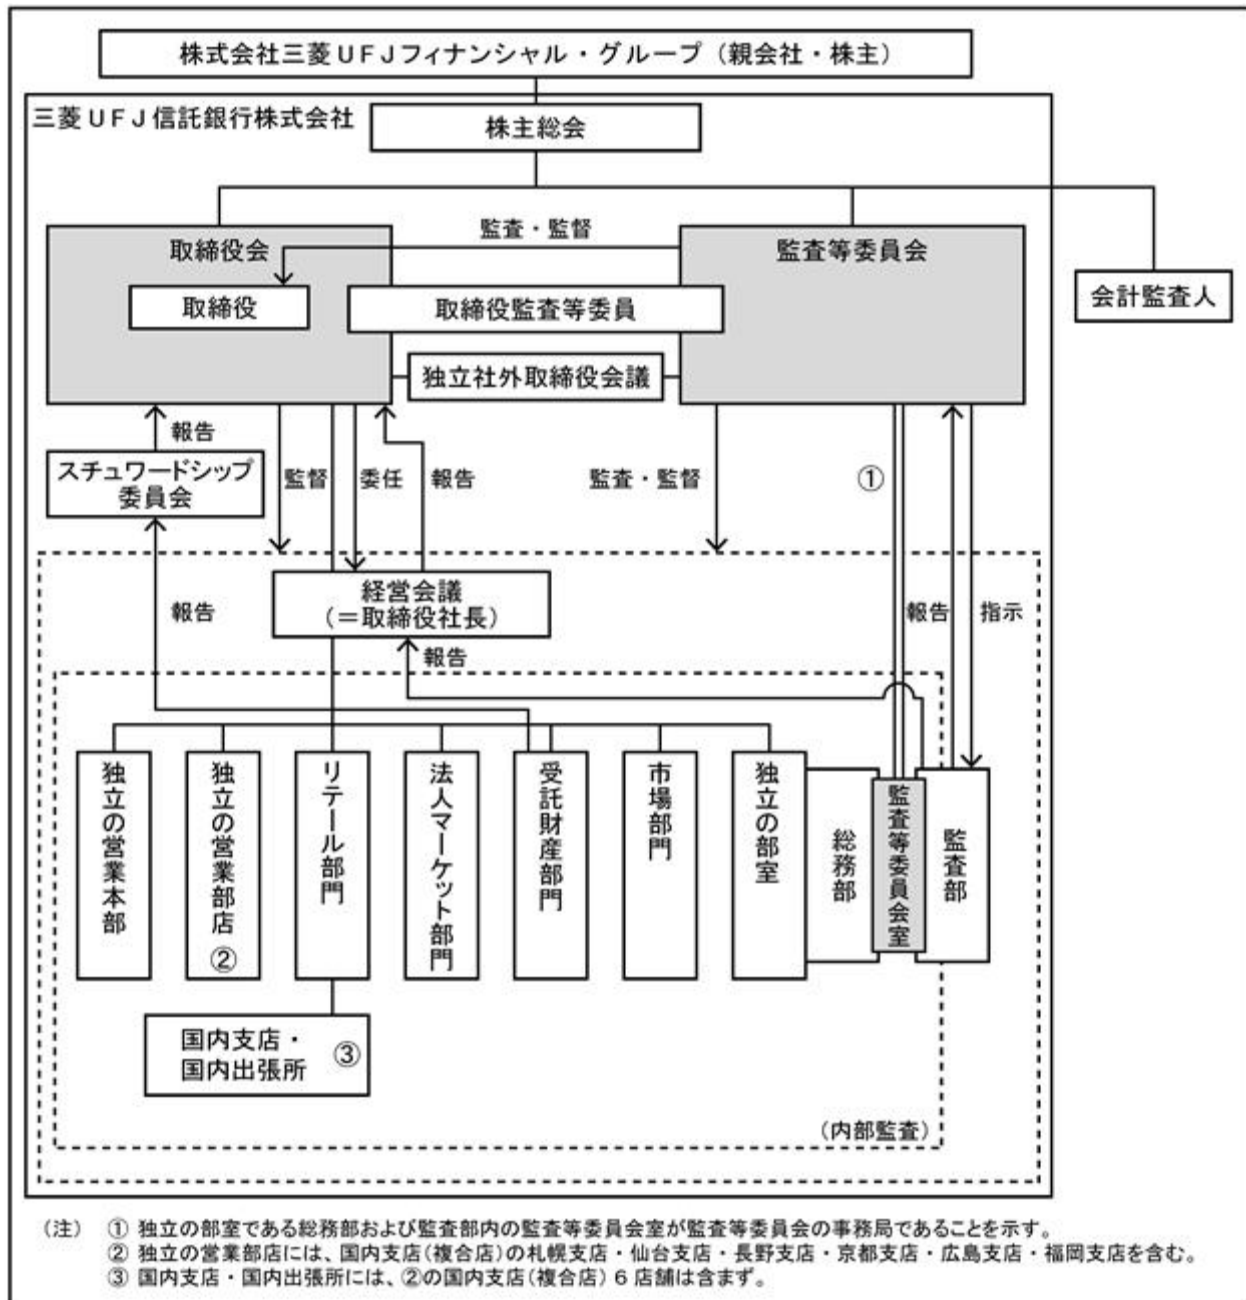 株式会社三菱UFJフィナンシャル・グループ（親会社・株主）
三菱UFJ信託銀行株式会社
株主総会
取締役会
監査・監督
監査等委員会
取締役
取締役監査等委員
会計監査人
独立社外取締役会議
報告
スチュワードシップ
委員会
監督
委任
報告
監査・監督
①
経営会議
（＝取締役社長）
報告
報告
報告
指示
独立の営業本部
独立の営業部店②
リテール部門
法人マーケット部門
受託財産部門
市場部門
独立の部室
総務部
監査等委員会室
監査部
国内支店・
国内出張所
③
（内部監査）
（注） ① 独立の部室である総務部および監査部内の監査等委員会室が監査等委員会の事務局であることを示す。
② 独立の営業部店には、国内支店（複合店）の札幌支店・仙台支店・長野支店・京都支店・広島支店・福岡支店を含む。
③ 国内支店・国内出張所には、②の国内支店（複合店）６店舗は含まず。